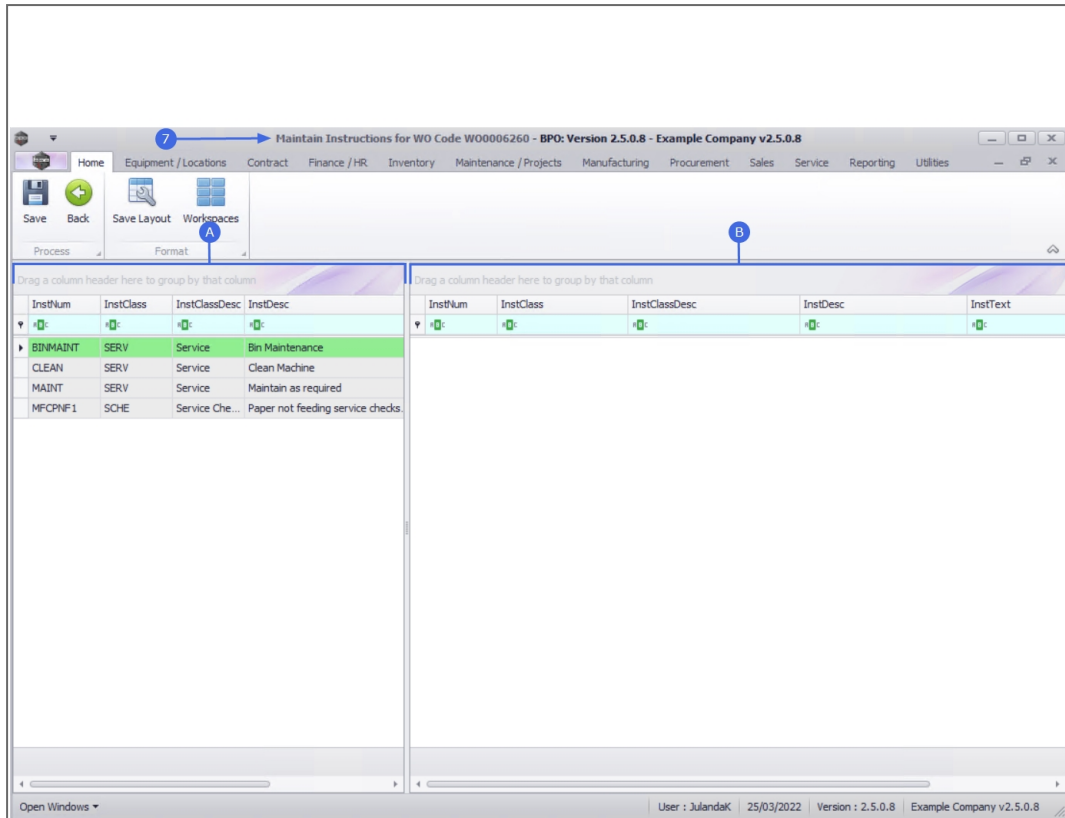 7
Maintain Instructions for WO Code WO0006260 - BPO: Version 2.5.0.8 - Example Company v2.5.0.8
Home Equipment / Locations Contract Finance / HR Inventory Maintenance / Projects Manufacturing Procurement Sales Service Reporting Utilities
Save Back Save Layout Workspaces
A B
Process Format
Drag a column header here to group by that column Drag a column header here to group by that column
InstNum InstClass InstClassDesc InstDesc InstNum InstClass InstClassDesc InstDesc InstText
BINMAINT SERV Service Bin Maintenance
CLEAN SERV Service Clean Machine
MAINT SERV Service Maintain as required
MFCPNF1 SCHE Service Che... Paper not feeding service checks.
Open Windows User : JulandaK 25/03/2022 Version : 2.5.0.8 Example Company v2.5.0.8